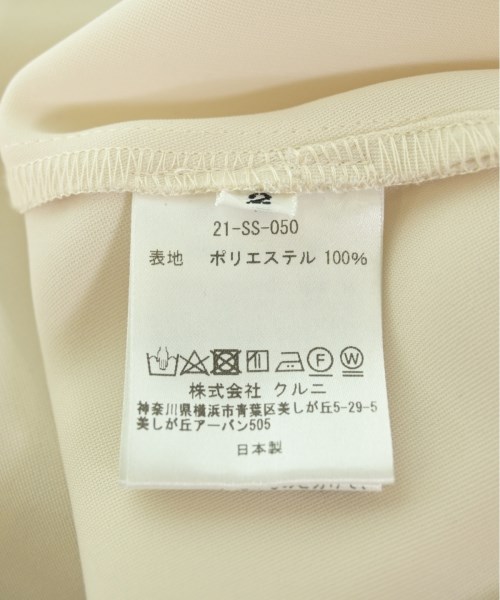 2
21-SS-050
表地 ポリエステル 100%
F W
株式会社 クルニ
神奈川県横浜市青葉区美しが丘5-29-5
美しが丘アーバン505
日本製